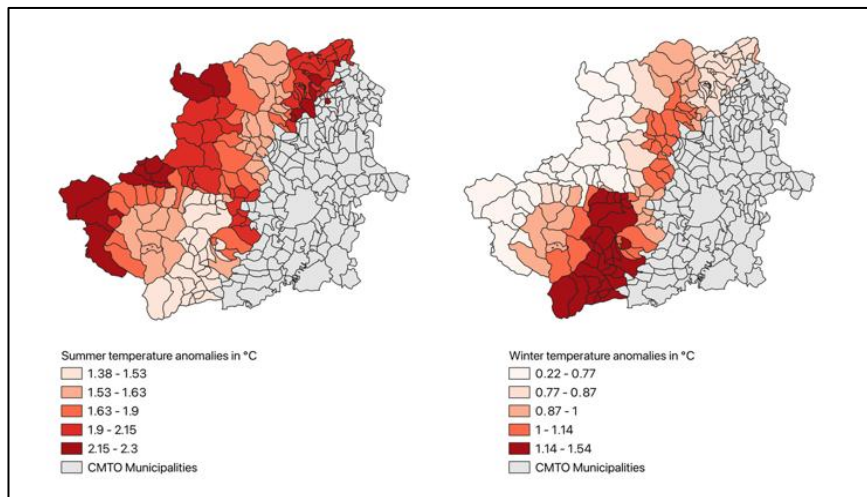 Summer temperature anomalies in °C
1.38 - 1.53
1.53 - 1.63
1.63 - 1.9
1.9 - 2.15
2.15 - 2.3
CMTO Municipalities
Winter temperature anomalies in °C
0.22 - 0.77
0.77 - 0.87
0.87 - 1
1 - 1.14
1.14 - 1.54
CMTO Municipalities